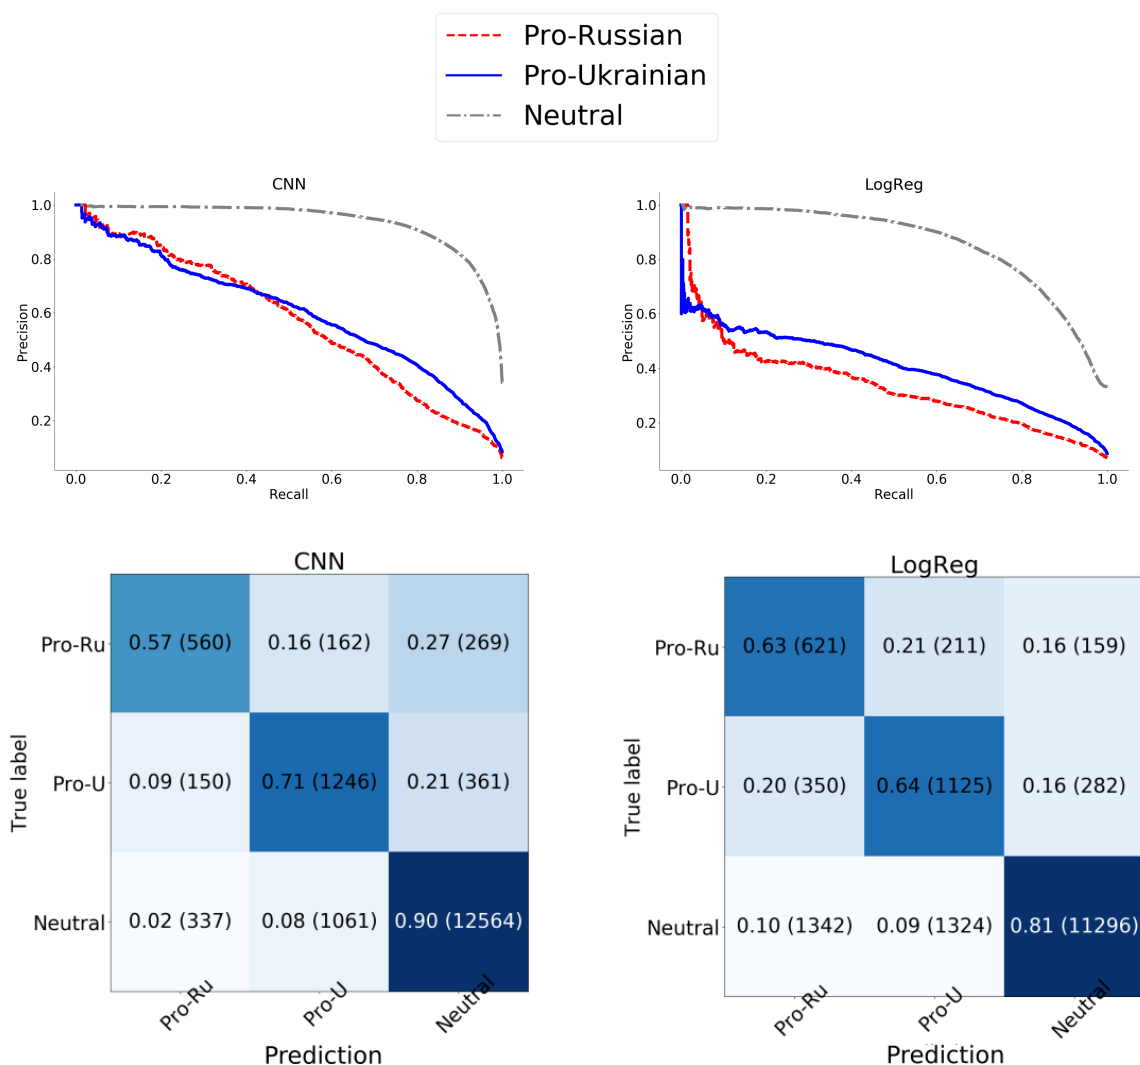 Pro-Russian
Pro-Ukrainian
Neutral
CNN
1.0
0.8
0.6
0.4
0.2
Precision
0.0 0.2 0.4 0.6 0.8 1.0
Recall
LogReg
1.0
0.8
0.6
0.4
0.2
Precision
0.0 0.2 0.4 0.6 0.8 1.0
Recall
CNN
True label
Pro-Ru 0.57 (560) 0.16 (162) 0.27 (269)
Pro-U 0.09 (150) 0.71 (1246) 0.21 (361)
Neutral 0.02 (337) 0.08 (1061) 0.90 (12564)
Pro-Ru Pro-U Neutral
Prediction
LogReg
True label
Pro-Ru 0.63 (621) 0.21 (211) 0.16 (159)
Pro-U 0.20 (350) 0.64 (1125) 0.16 (282)
Neutral 0.10 (1342) 0.09 (1324) 0.81 (11296)
Pro-Ru Pro-U Neutral
Prediction